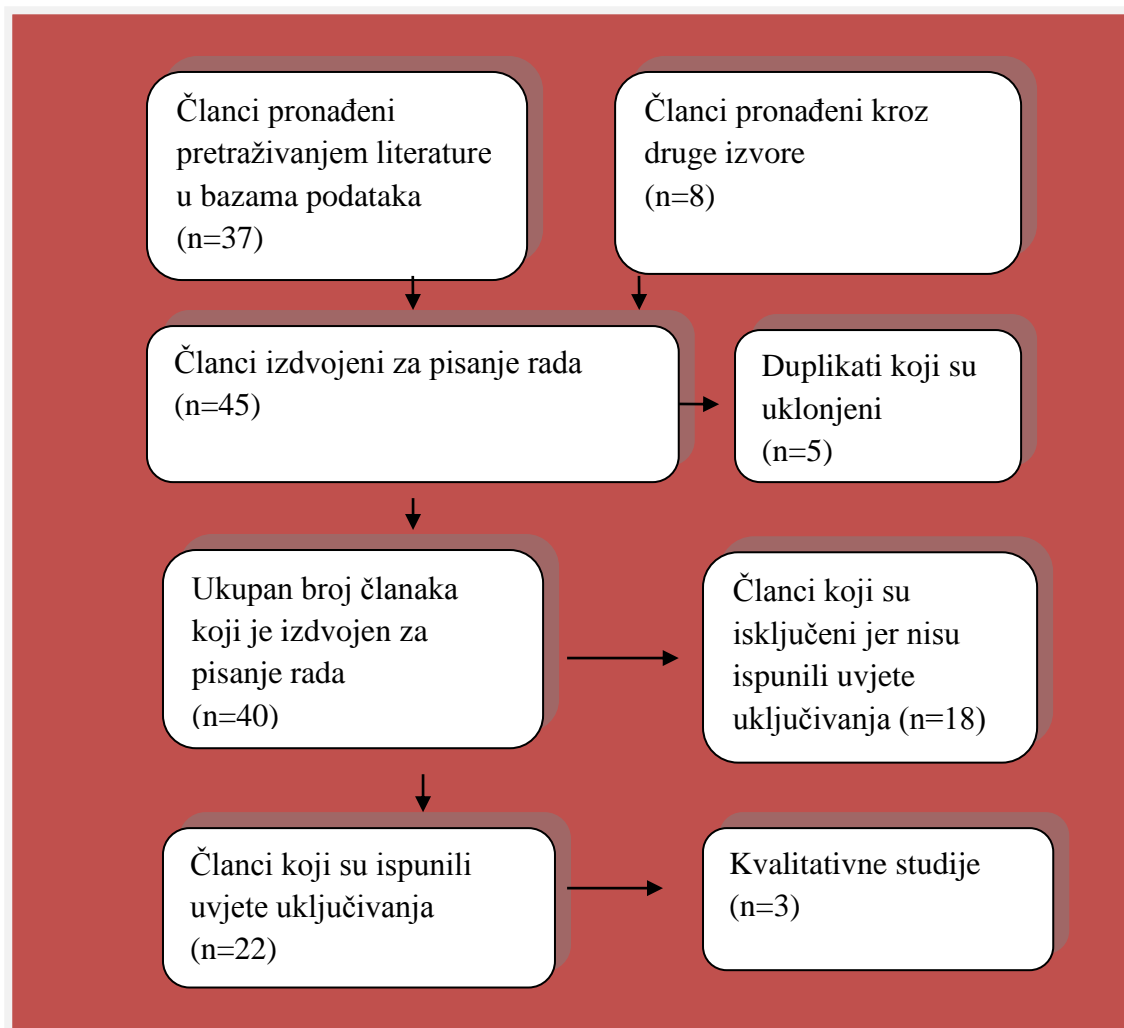 Članci pronađeni
pretraživanjem literature
u bazama podataka
(n=37)
Članci pronađeni kroz
druge izvore
(n=8)
Članci izdvojeni za pisanje rada
(n=45)
Duplikati koji su
uklonjeni
(n=5)
Ukupan broj članaka
koji je izdvojen za
pisanje rada
(n=40)
Članci koji su
isključeni jer nisu
ispunili uvjete
uključivanja (n=18)
Članci koji su ispunili
uvjete uključivanja
(n=22)
Kvalitativne studije
(n=3)